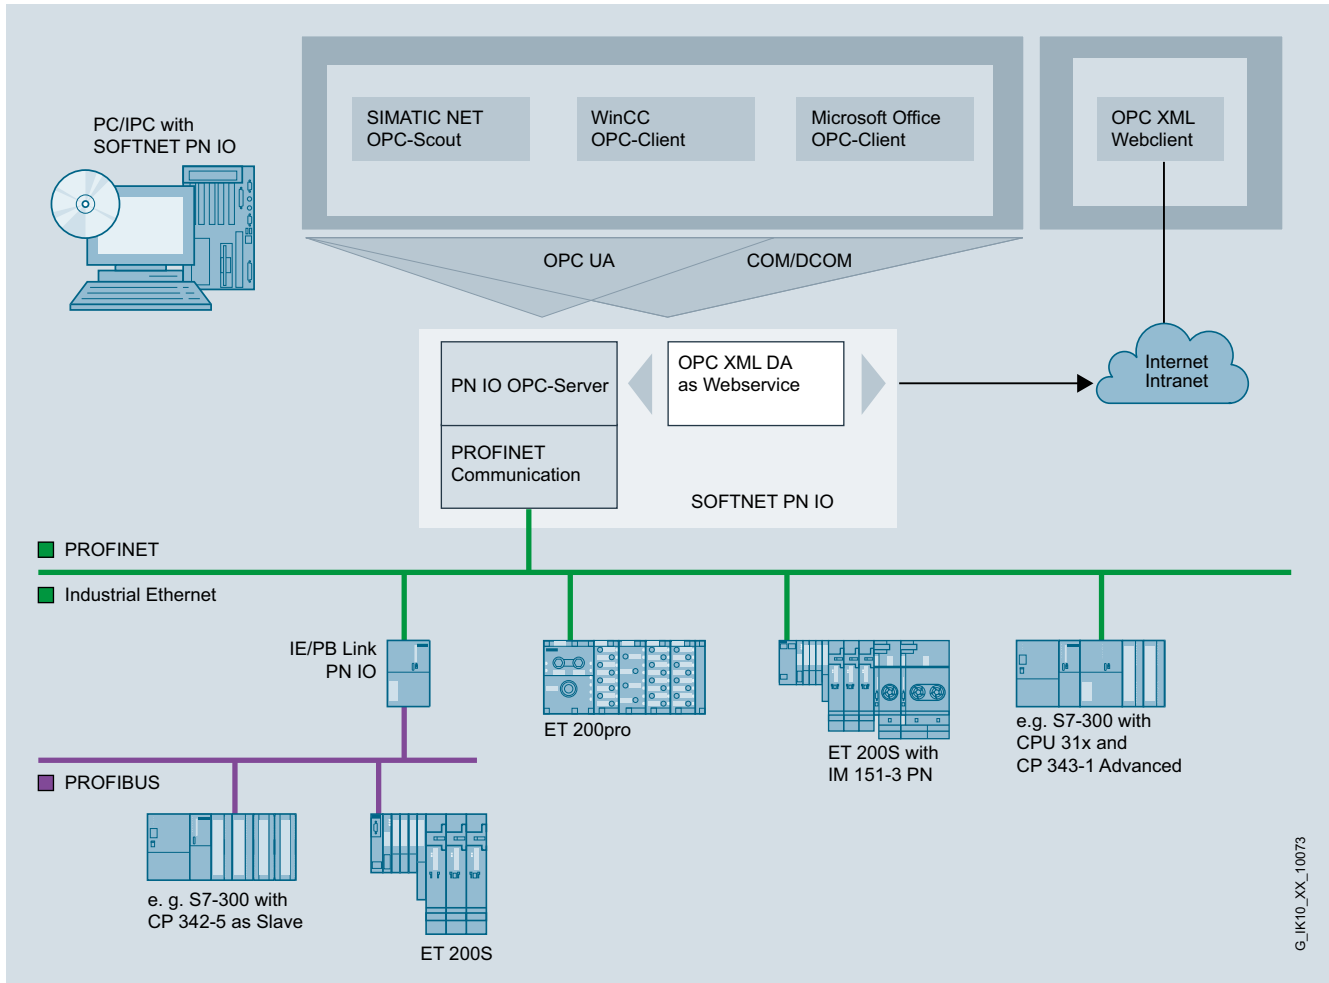 PC/IPC with
SOFTNET PN IO
SIMATIC NET
OPC-Scout
WinCC
OPC-Client
Microsoft Office
OPC-Client
OPC XML
Webclient
OPC UA
COM/DCOM
PN IO OPC-Server
OPC XML DA
as Webservice
Internet
Intranet
PROFINET
Communication
SOFTNET PN IO
PROFINET
Industrial Ethernet
IE/PB Link
PN IO
ET 200pro
ET 200S with
IM 151-3 PN
e.g. S7-300 with
CPU 31x and
CP 343-1 Advanced
PROFIBUS
e. g. S7-300 with
CP 342-5 as Slave
ET 200S
G_IK10_XX_10073